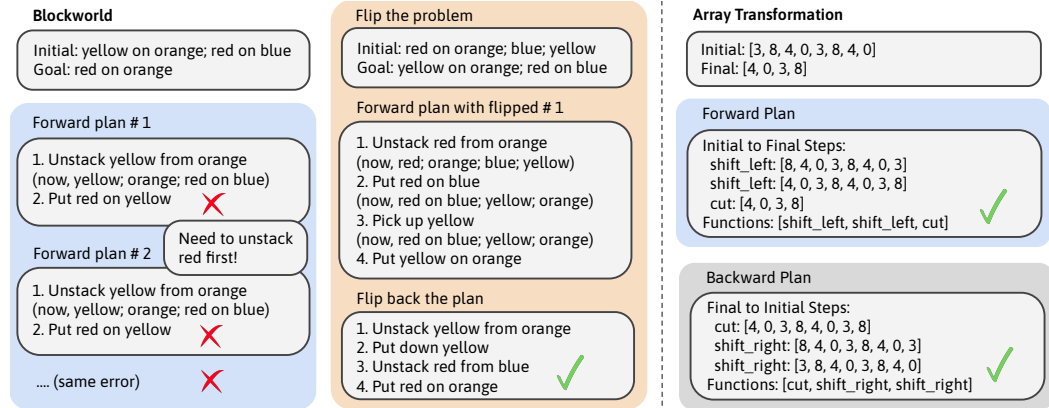 Blockworld
Initial: yellow on orange; red on blue
Goal: red on orange
Forward plan # 1
1. Unstack yellow from orange
(now, yellow; orange; red on blue)
2. Put red on yellow
Need to unstack
red first!
Forward plan # 2
1. Unstack yellow from orange
(now, yellow; orange; red on blue)
2. Put red on yellow
.... (same error)
Flip the problem
Initial: red on orange; blue; yellow
Goal: yellow on orange; red on blue
Forward plan with flipped # 1
1. Unstack red from orange
(now, red; orange; blue; yellow)
2. Put red on blue
(now, red on blue; yellow; orange)
3. Pick up yellow
(now, red on blue; yellow; orange)
4. Put yellow on orange
Flip back the plan
1. Unstack yellow from orange
2. Put down yellow
3. Unstack red from blue
4. Put red on orange
Array Transformation
Initial: [3, 8, 4, 0, 3, 8, 4, 0]
Final: [4, 0, 3, 8]
Forward Plan
Initial to Final Steps:
shift_left: [8, 4, 0, 3, 8, 4, 0, 3]
shift_left: [4, 0, 3, 8, 4, 0, 3, 8]
cut: [4, 0, 3, 8]
Functions: [shift_left, shift_left, cut]
Backward Plan
Final to Initial Steps:
cut: [4, 0, 3, 8, 4, 0, 3, 8]
shift_right: [8, 4, 0, 3, 8, 4, 0, 3]
shift_right: [3, 8, 4, 0, 3, 8, 4, 0]
Functions: [cut, shift_right, shift_right]